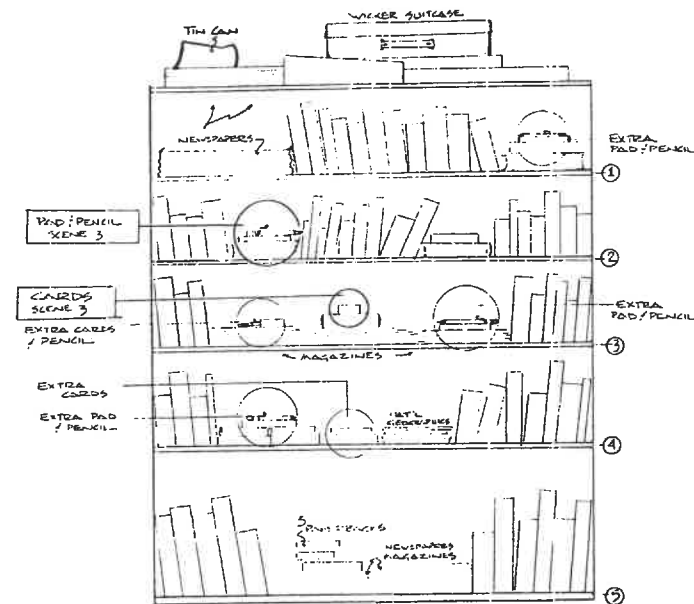 WICKER SUITCASE
TIN CAN
NEWSPAPERS
EXTRA
PAD/PENCIL
1
PAD/PENCIL
SCENE 3
2
CARDS
SCENE 3
EXTRA CARDS
/ PENCIL
EXTRA
PAD/PENCIL
3
MAGAZINES
EXTRA
CARDS
EXTRA PAD
/ PENCIL
NAT'L
4
NEWSPAPERS
MAGAZINES
5